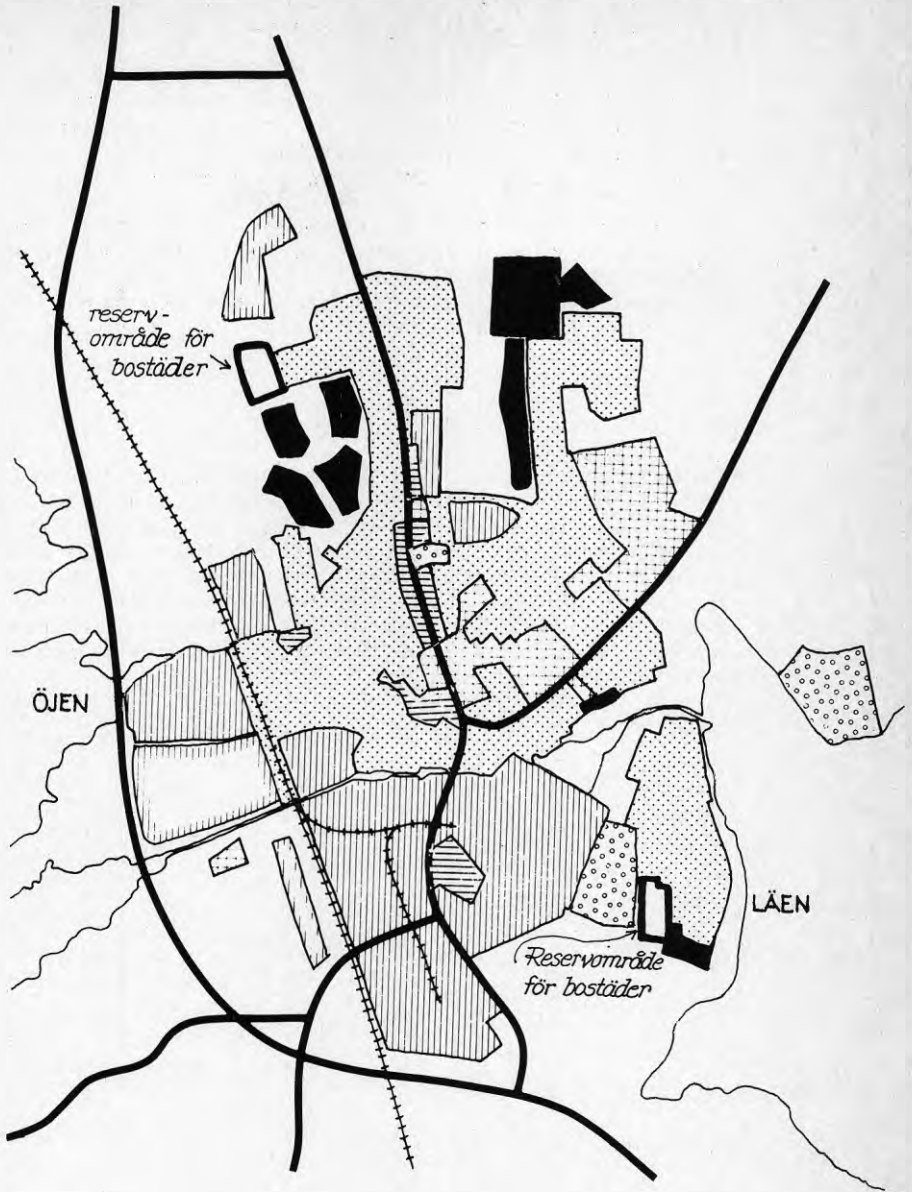 reserv-
område för
bostäder
ÖJEN
LÄEN
Reservområde
för bostäder